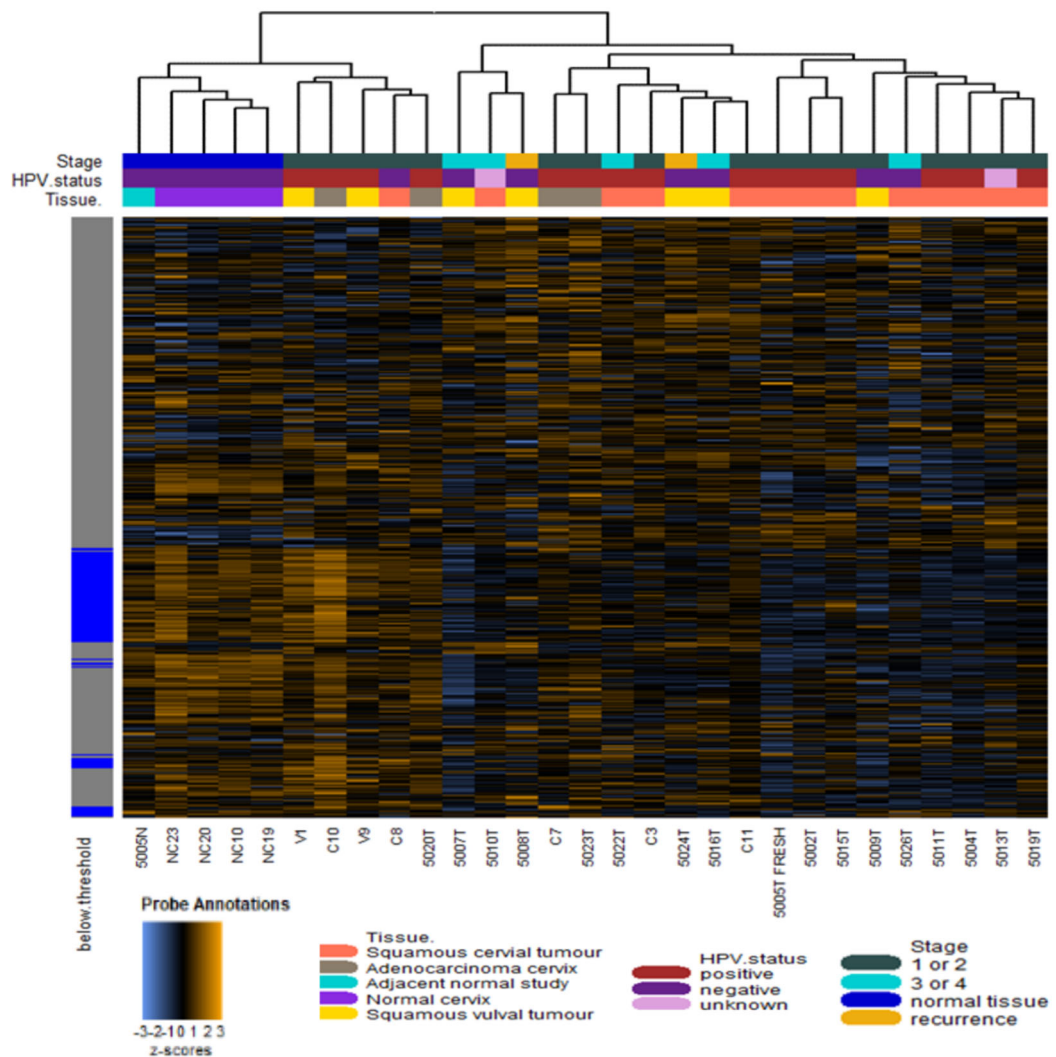 Stage
HPV.status
Tissue.
5005N
NC23
NC20
NC10
NC19
V1
C10
V9
C8
5020T
5007T
5010T
5008T
C7
5023T
5022T
C3
5024T
5016T
C11
5005T FRESH
5002T
5015T
5009T
5026T
5011T
5004T
5013T
5019T
below.threshold
Probe Annotations
-3-2-10 1 2 3
z-scores
Tissue.
Squamous cervial tumour
Adenocarcinoma cervix
Adjacent normal study
Normal cervix
Squamous vulval tumour
HPV.status
positive
negative
unknown
Stage
1 or 2
3 or 4
normal tissue
recurrence